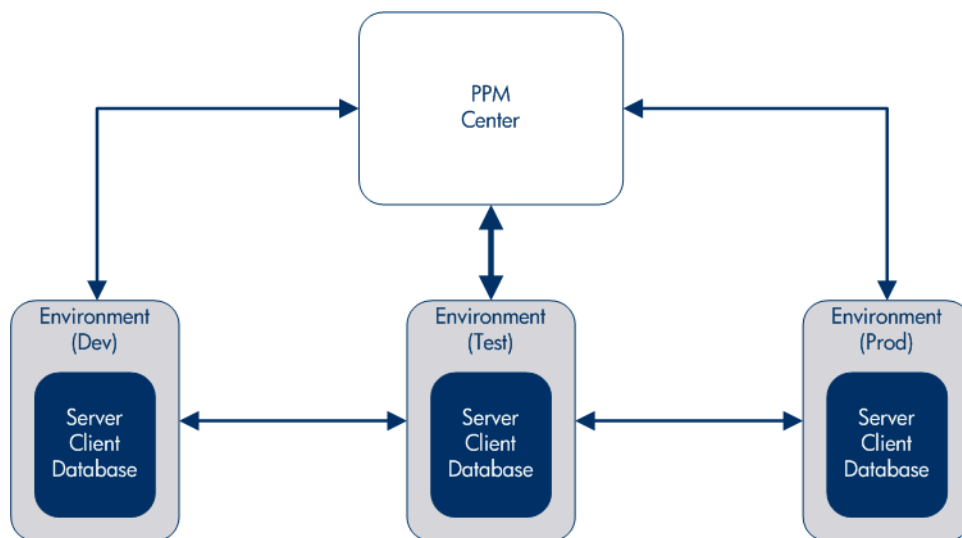 PPM
Center
Environment
(Dev)
Server
Client
Database
Environment
(Test)
Server
Client
Database
Environment
(Prod)
Server
Client
Database